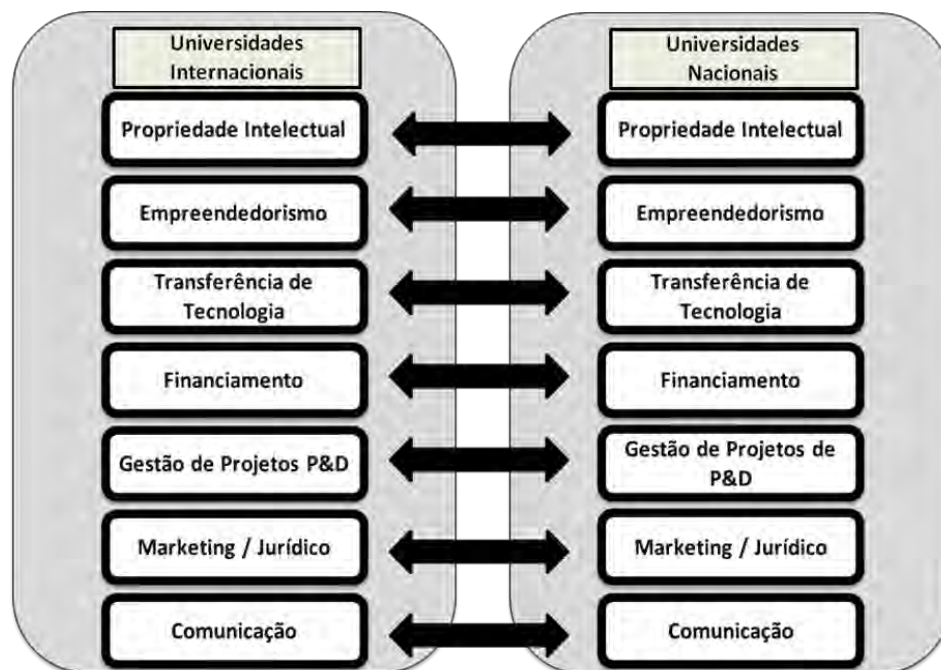 Universidades
Internacionais
Propriedade Intelectual
Empreendedorismo
Transferência de
Tecnologia
Financiamento
Gestão de Projetos P&D
Marketing / Jurídico
Comunicação
Universidades
Nacionais
Propriedade Intelectual
Empreendedorismo
Transferência de
Tecnologia
Financiamento
Gestão de Projetos de
P&D
Marketing / Jurídico
Comunicação